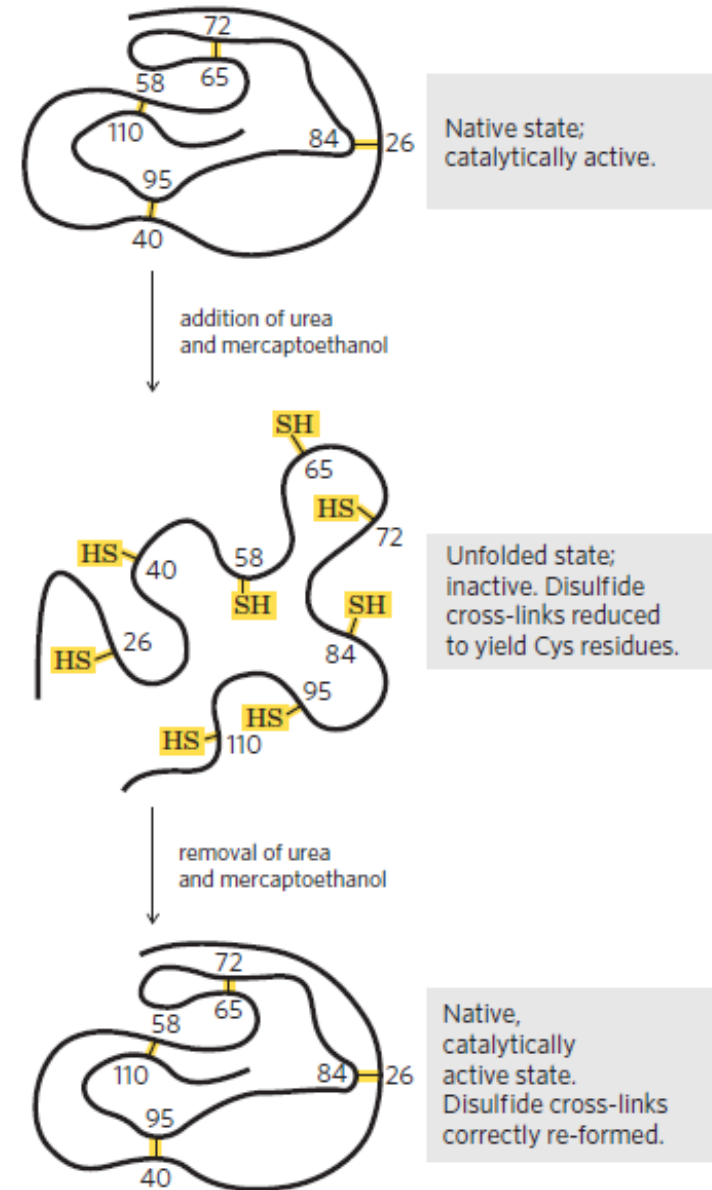 72
58
65
110
84
26
95
40
Native state;
catalytically active.
addition of urea
and mercaptoethanol
SH
65
HS
72
HS
40
58
SH
SH
84
HS
26
95
HS
HS
110
Unfolded state;
inactive. Disulfide
cross-links reduced
to yield Cys residues.
removal of urea
and mercaptoethanol
72
65
58
110
84
26
95
40
Native,
catalytically
active state.
Disulfide cross-links
correctly re-formed.